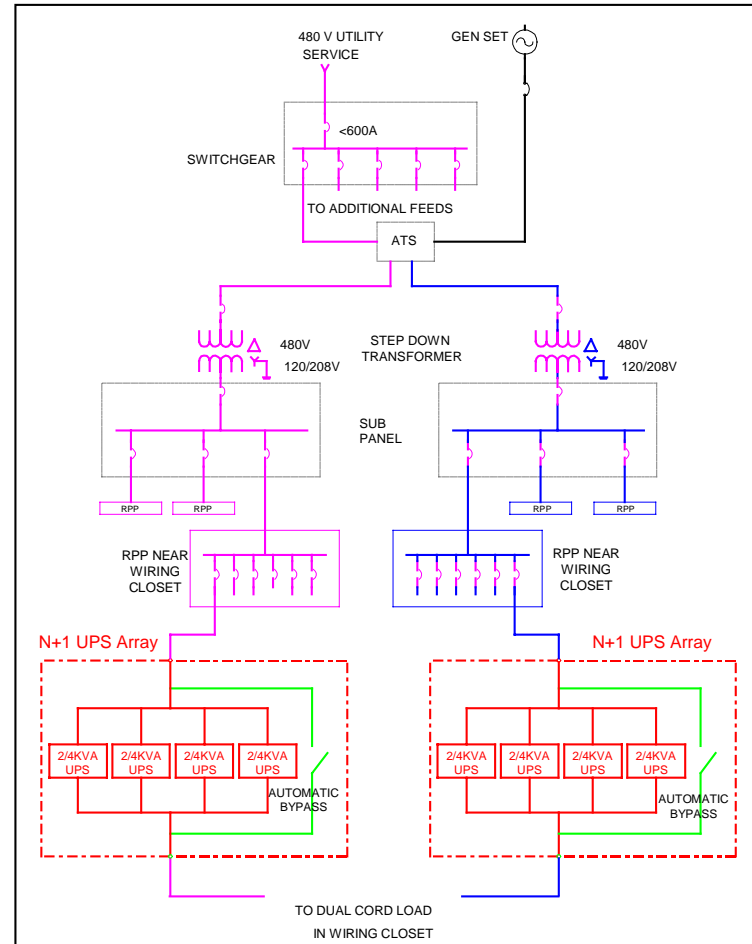 480 V UTILITY
SERVICE
GEN SET
<600A
SWITCHGEAR
TO ADDITIONAL FEEDS
ATS
480V
120/208V
STEP DOWN
TRANSFORMER
480V
120/208V
SUB
PANEL
RPP
RPP
RPP
RPP
RPP NEAR
WIRING
CLOSET
RPP NEAR
WIRING
CLOSET
N+1 UPS Array
N+1 UPS Array
2/4KVA
UPS
2/4KVA
UPS
2/4KVA
UPS
2/4KVA
UPS
AUTOMATIC
BYPASS
2/4KVA
UPS
2/4KVA
UPS
2/4KVA
UPS
2/4KVA
UPS
AUTOMATIC
BYPASS
TO DUAL CORD LOAD
IN WIRING CLOSET